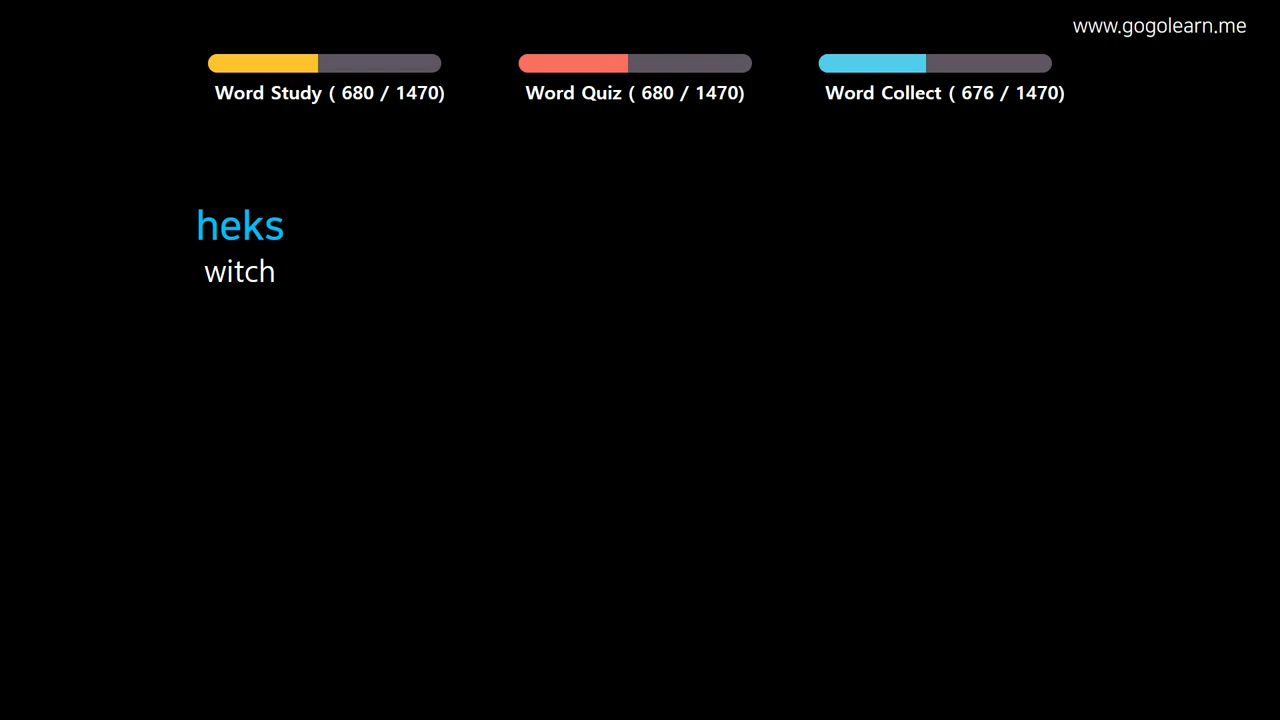 www.gogolearn.me
Word Study ( 680 / 1470)
Word Quiz ( 680 / 1470)
Word Collect ( 676 / 1470)
heks
witch